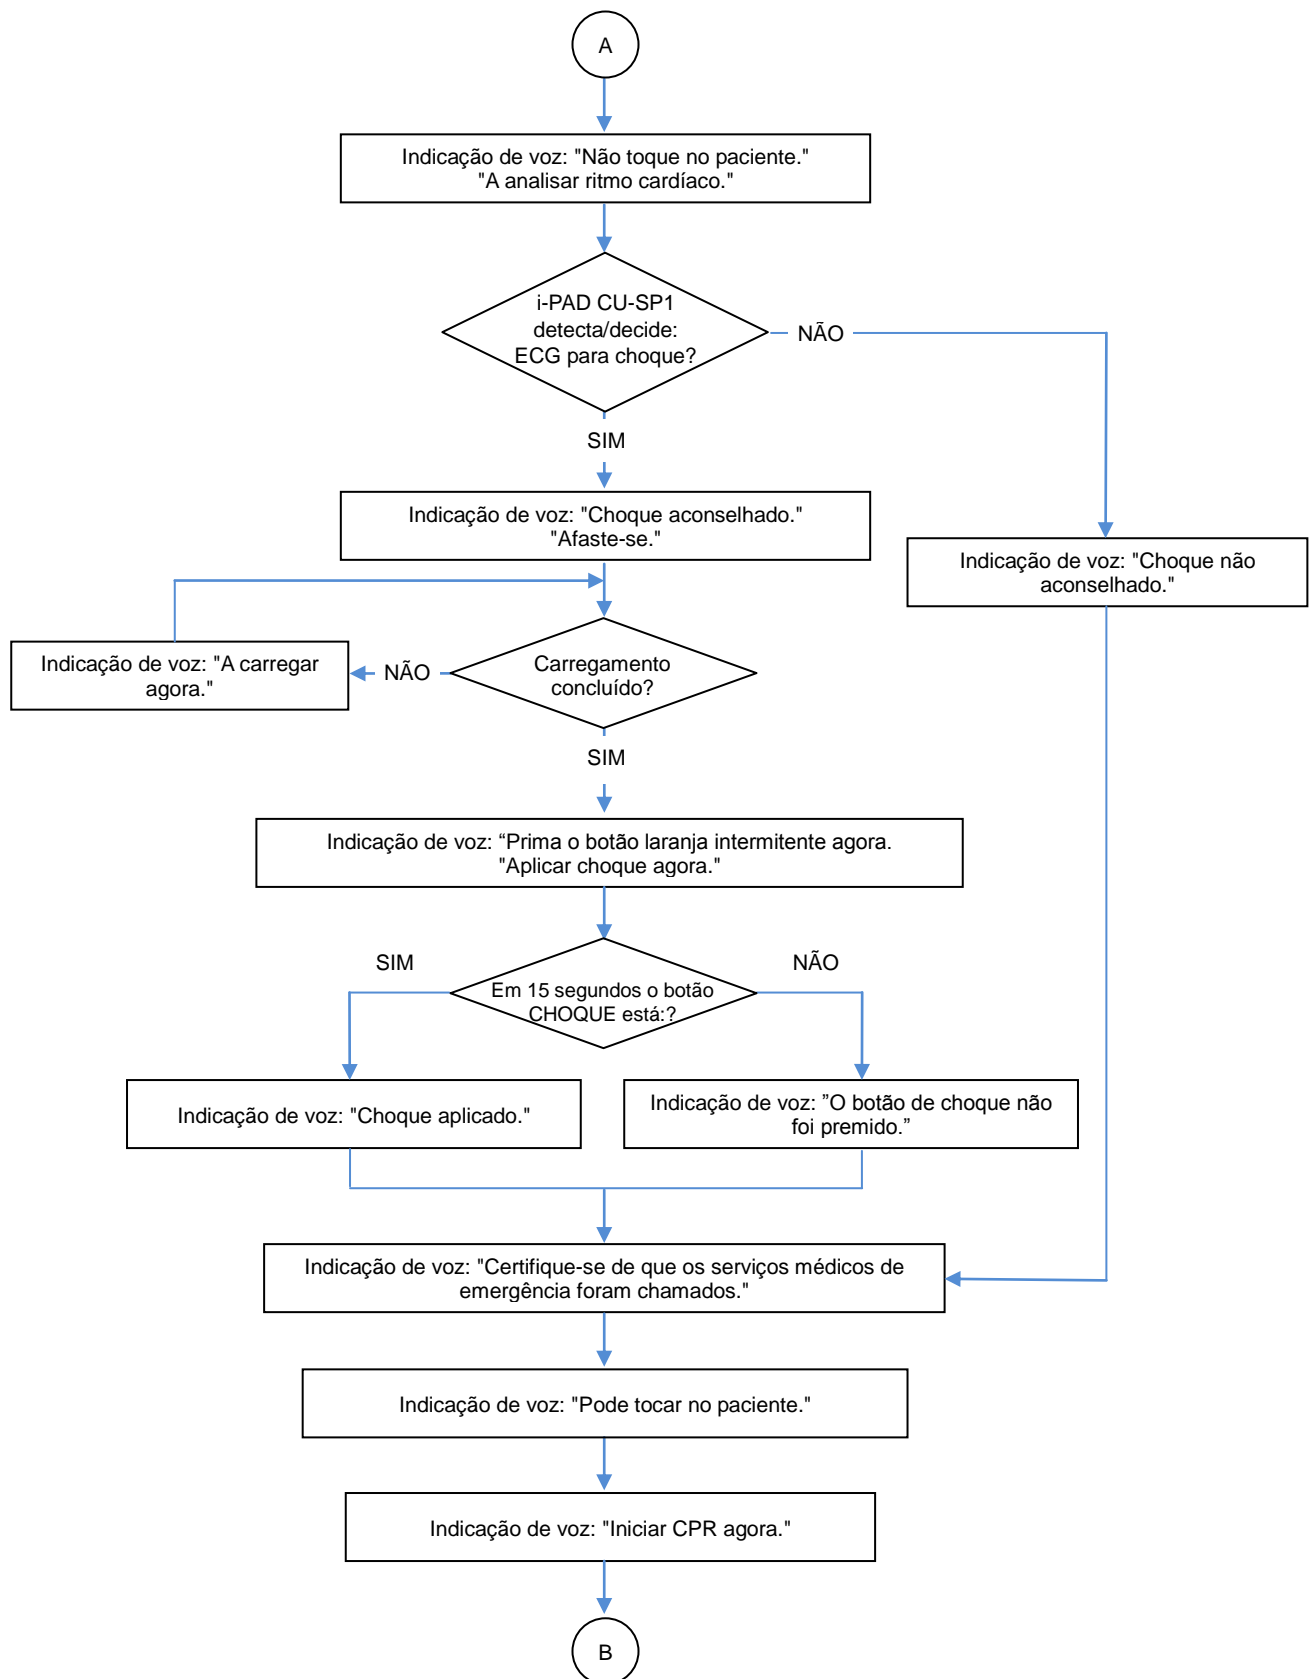 A
Indicação de voz: "Não toque no paciente."
"A analisar ritmo cardíaco."
i-PAD CU-SP1
detecta/decide:
ECG para choque?
NÃO
SIM
Indicação de voz: "Choque aconselhado."
"Afaste-se."
Indicação de voz: "Choque não
aconselhado."
Indicação de voz: "A carregar
agora."
NÃO
Carregamento
concluído?
SIM
Indicação de voz: “Prima o botão laranja intermitente agora.
"Aplicar choque agora."
SIM
NÃO
Em 15 segundos o botão
CHOQUE está:?
Indicação de voz: "Choque aplicado."
Indicação de voz: ”O botão de choque não
foi premido.”
Indicação de voz: "Certifique-se de que os serviços médicos de
emergência foram chamados."
Indicação de voz: "Pode tocar no paciente."
Indicação de voz: "Iniciar CPR agora."
B